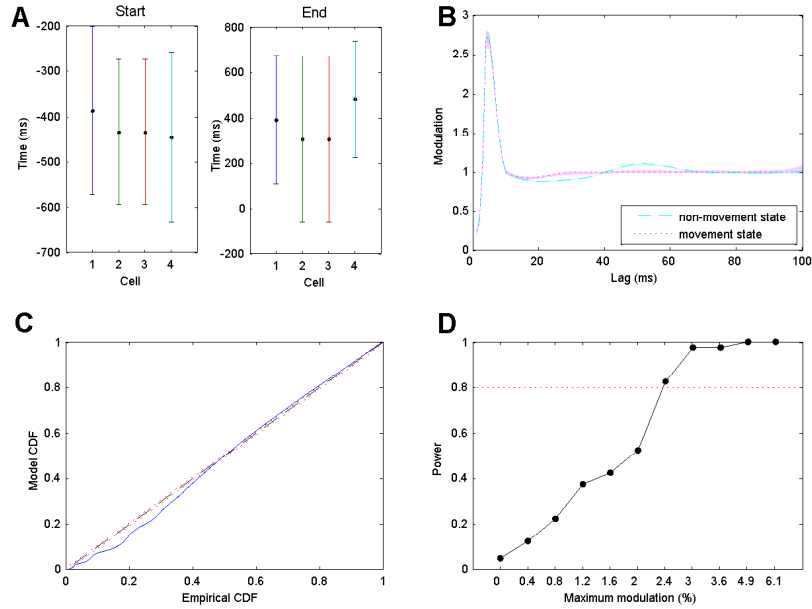 A
Start
End
-200
-300
-400
-500
-600
-700
Time (ms)
1 2 3 4
Cell
800
600
400
200
0
-200
Time (ms)
1 2 3 4
Cell
B
3
2.5
2
1.5
1
0.5
0
Modulation
non-movement state
movement state
0 20 40 60 80 100
Lag (ms)
C
1
0.8
0.6
0.4
0.2
0
Model CDF
0 0.2 0.4 0.6 0.8 1
Empirical CDF
D
1
0.8
0.6
0.4
0.2
0
Power
0 0.4 0.8 1.2 1.6 2 2.4 3 3.6 4.9 6.1
Maximum modulation (%)